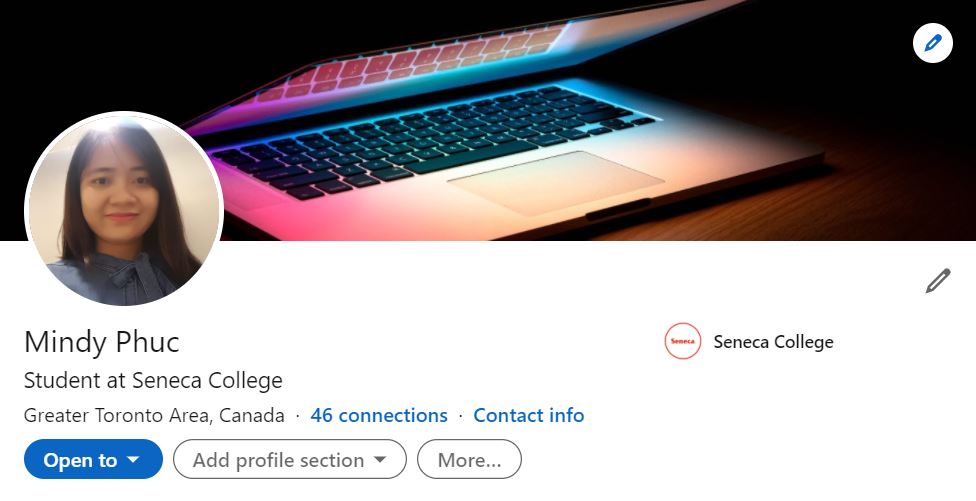 Mindy Phuc
Seneca Seneca College
Student at Seneca College
Greater Toronto Area, Canada · 46 connections · Contact info
Open to Add profile section More...